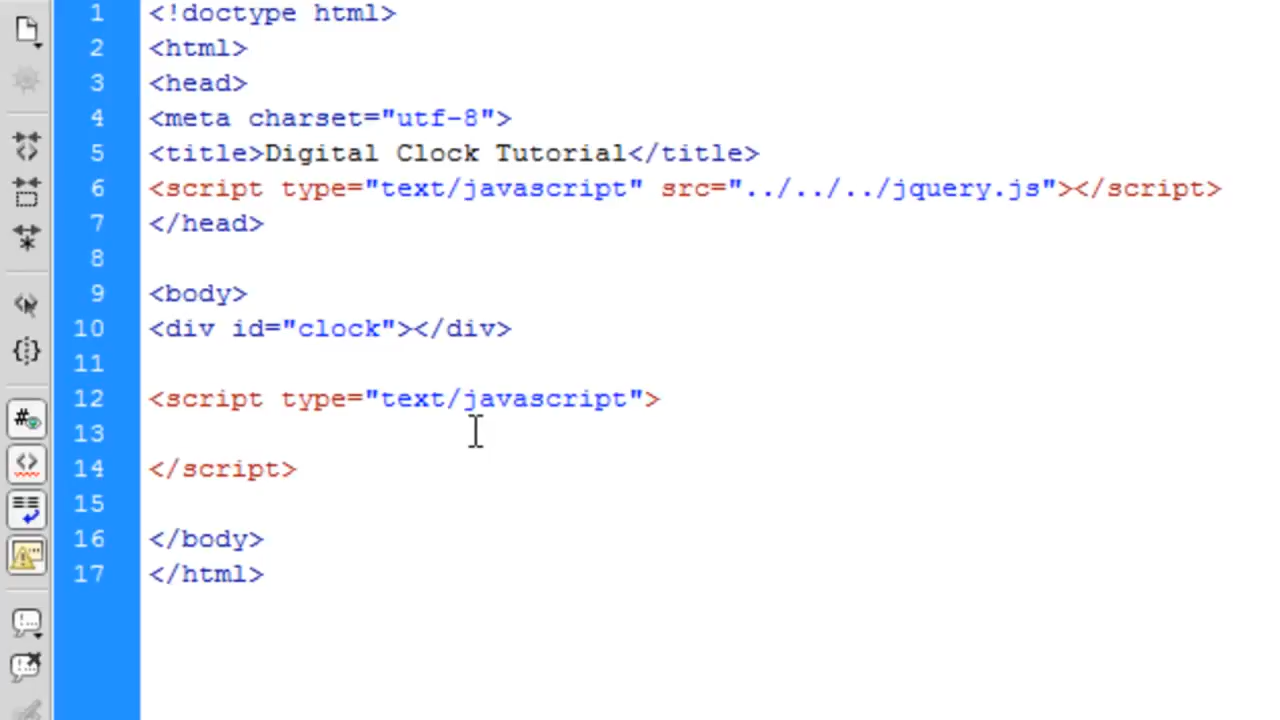 1 <!doctype html>
2 <html>
3 <head>
4 <meta charset="utf-8">
5 <title>Digital Clock Tutorial</title>
6 <script type="text/javascript" src="../../../jquery.js"></script>
7 </head>
8
9 <body>
10 <div id="clock"></div>
11
12 <script type="text/javascript">
13
14 </script>
15
16 </body>
17 </html>